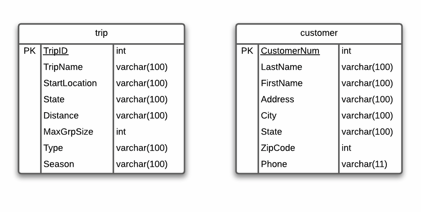 trip
PK TripID int
TripName varchar(100)
StartLocation varchar(100)
State varchar(100)
Distance varchar(100)
MaxGrpSize int
Type varchar(100)
Season varchar(100)
customer
PK CustomerNum int
LastName varchar(100)
FirstName varchar(100)
Address varchar(100)
City varchar(100)
State varchar(100)
ZipCode int
Phone varchar(11)